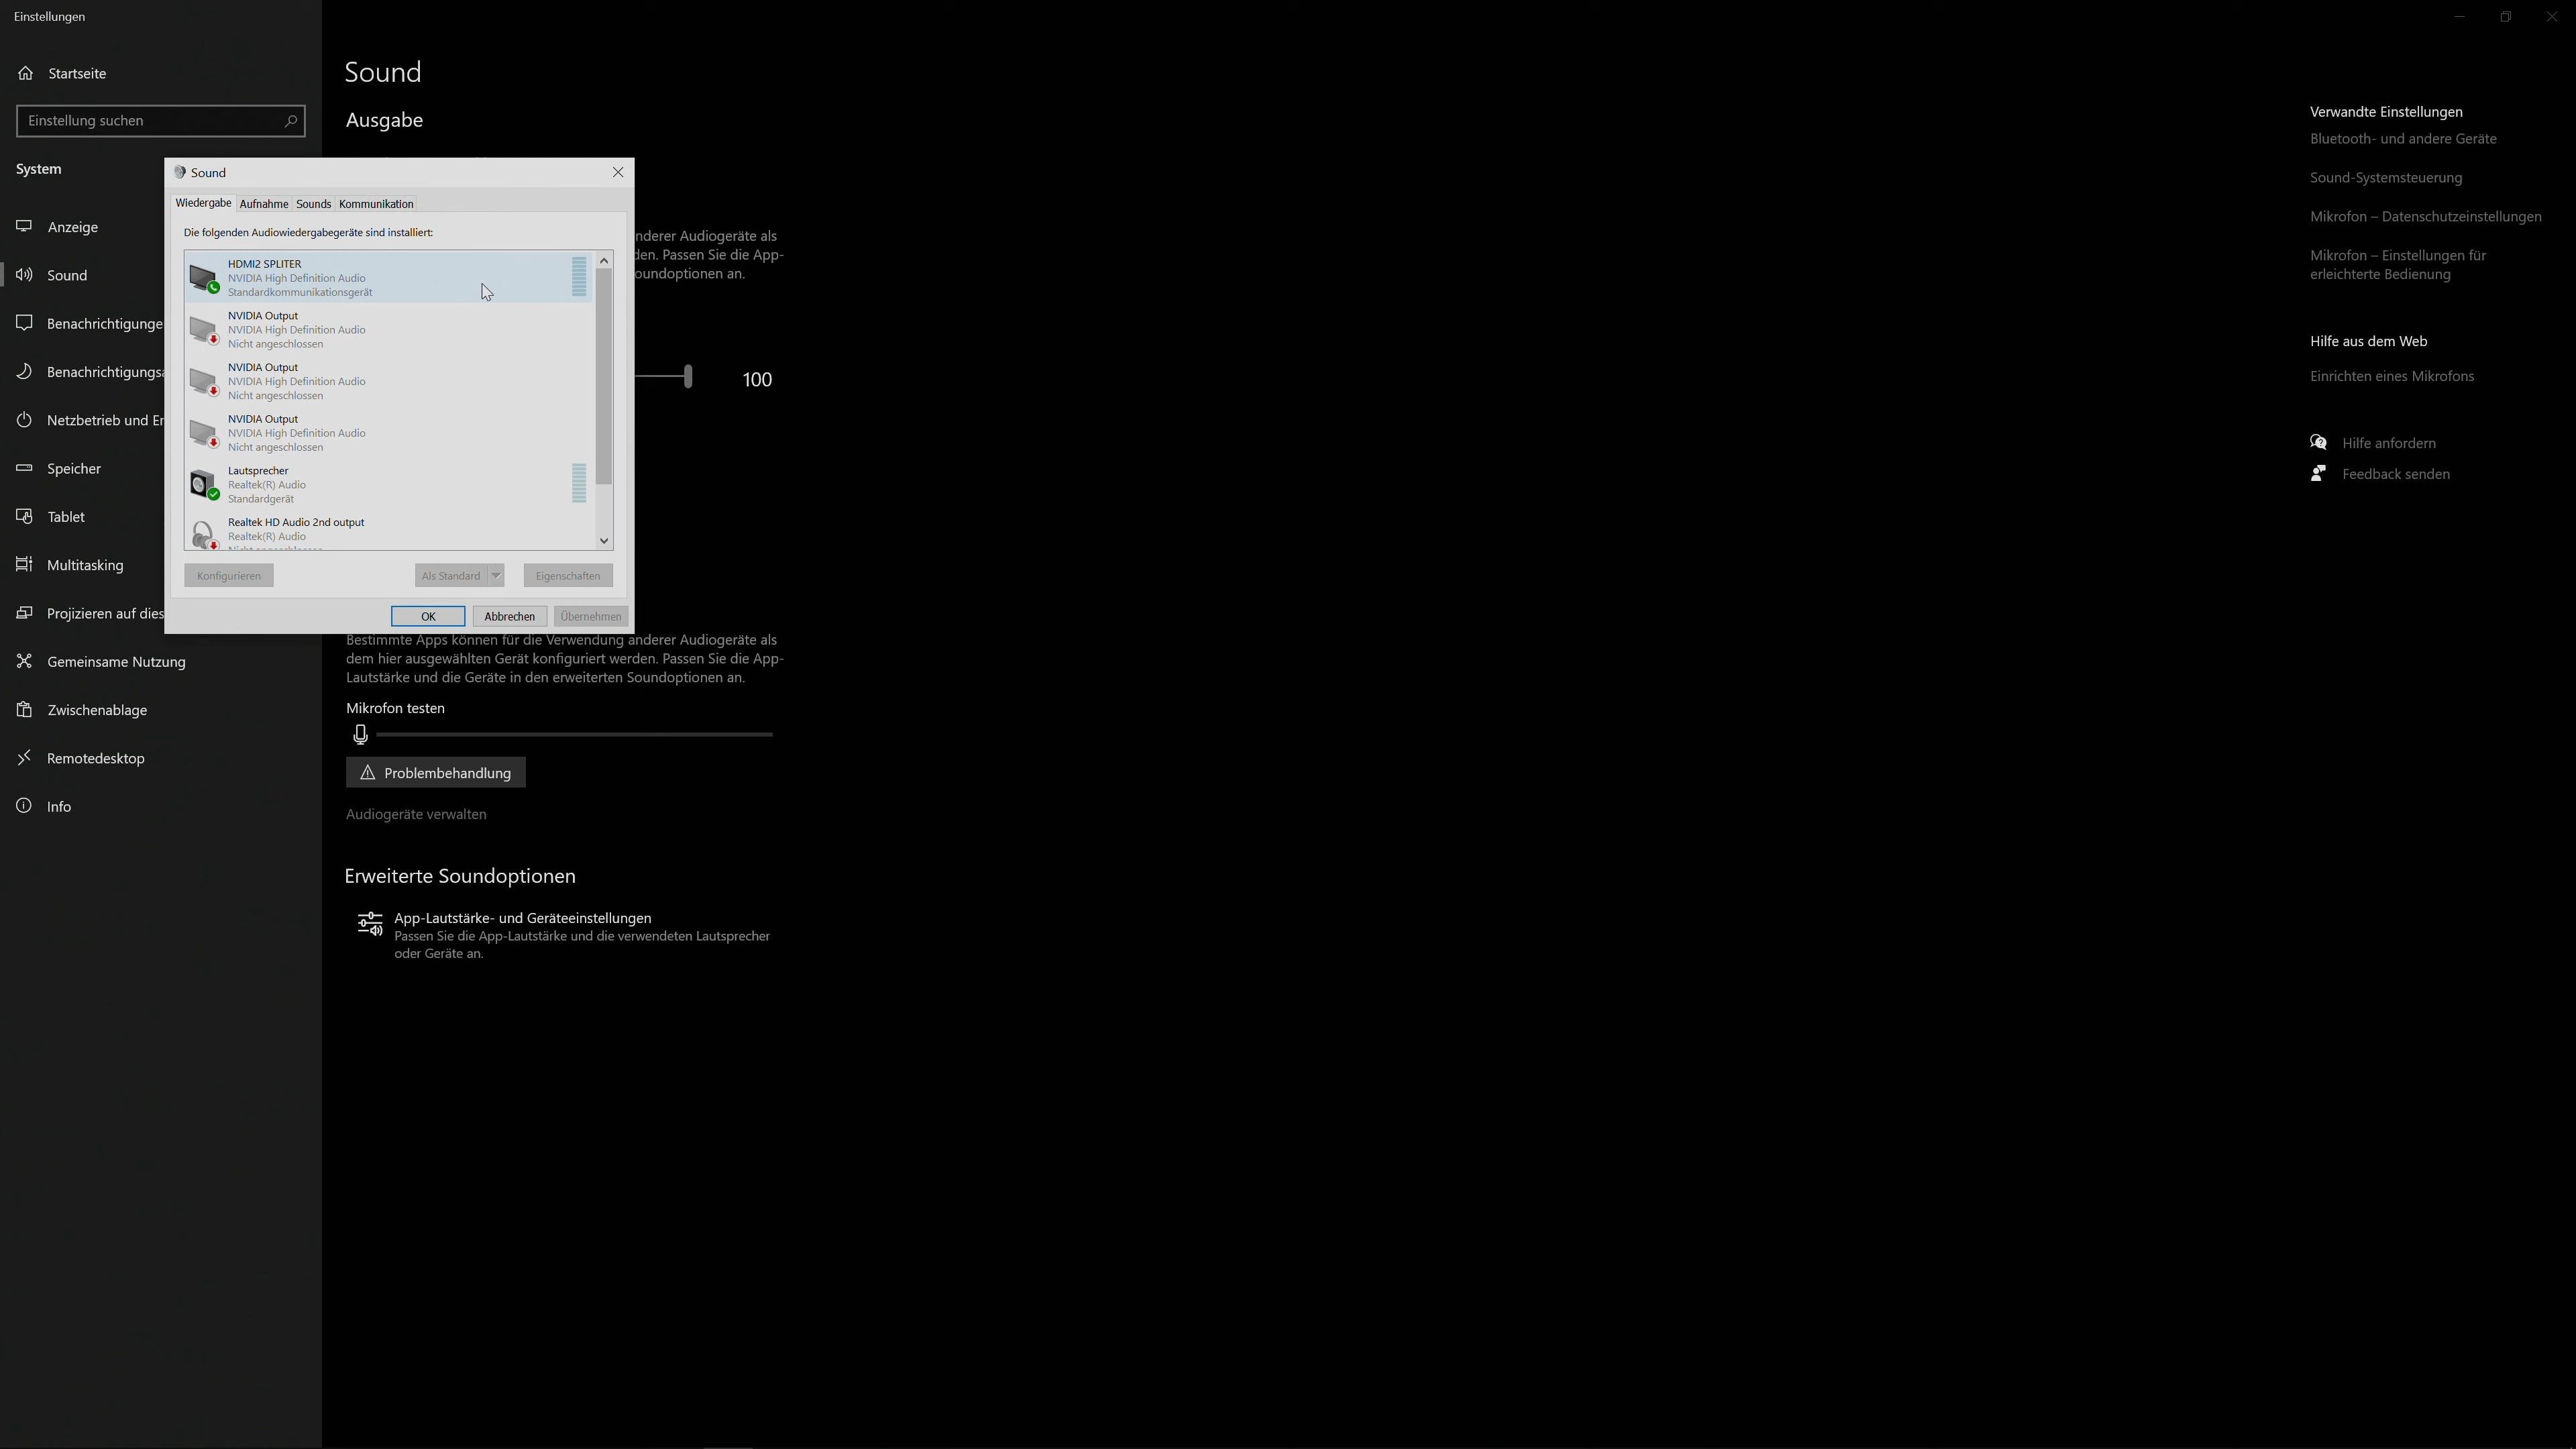 Einstellungen
Startseite
Einstellung suchen
System
Anzeige
Sound
Benachrichtigunge
Benachrichtigungsa
Netzbetrieb und Er
Speicher
Tablet
Multitasking
Projizieren auf dies
Gemeinsame Nutzung
Zwischenablage
Remotedesktop
Info
Sound
Ausgabe
nderer Audiogeräte als
den. Passen Sie die App-
oundoptionen an.
100
Sound
Wiedergabe Aufnahme Sounds Kommunikation
Die folgenden Audiowiedergabegeräte sind installiert:
HDMI2 SPLITER
NVIDIA High Definition Audio
Standardkommunikationsgerät
NVIDIA Output
NVIDIA High Definition Audio
Nicht angeschlossen
NVIDIA Output
NVIDIA High Definition Audio
Nicht angeschlossen
NVIDIA Output
NVIDIA High Definition Audio
Nicht angeschlossen
Lautsprecher
Realtek(R) Audio
Standardgerät
Realtek HD Audio 2nd output
Realtek(R) Audio
Konfigurieren Als Standard Eigenschaften
OK Abbrechen Übernehmen
Bestimmte Apps können für die Verwendung anderer Audiogeräte als
dem hier ausgewählten Gerät konfiguriert werden. Passen Sie die App-
Lautstärke und die Geräte in den erweiterten Soundoptionen an.
Mikrofon testen
Problembehandlung
Audiogeräte verwalten
Erweiterte Soundoptionen
App-Lautstärke- und Geräteeinstellungen
Passen Sie die App-Lautstärke und die verwendeten Lautsprecher
oder Geräte an.
Verwandte Einstellungen
Bluetooth- und andere Geräte
Sound-Systemsteuerung
Mikrofon – Datenschutzeinstellungen
Mikrofon – Einstellungen für
erleichterte Bedienung
Hilfe aus dem Web
Einrichten eines Mikrofons
Hilfe anfordern
Feedback senden